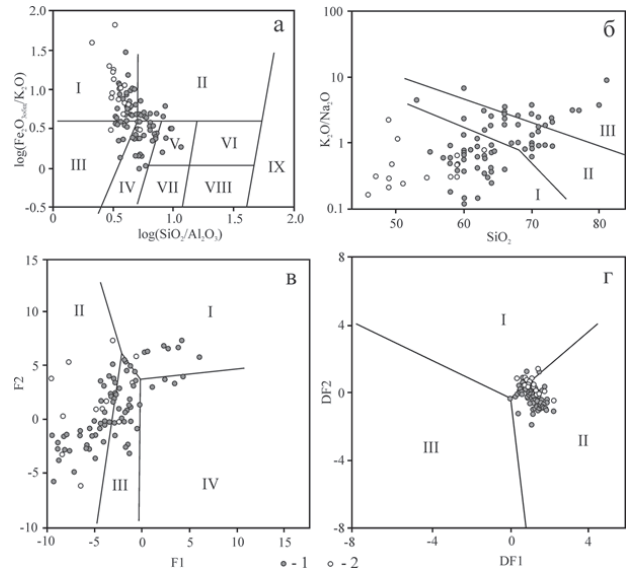 a
2.0
1.5
1.0
0.5
0
-0.5
log(Fe₂O₃общ/K₂O)
I
II
III
IV
V
VI
VII
VIII
IX
0
0.5
1.0
1.5
2.0
log(SiO₂/Al₂O₃)
б
100
10
1
0.1
K₂O/Na₂O
I
II
III
50
60
70
80
SiO₂
в
15
10
5
0
-5
-10
F2
II
I
III
IV
-10
-5
0
5
10
15
F1
г
8
4
0
-4
-8
DF2
I
II
III
-8
-4
0
4
DF1
- 1
- 2